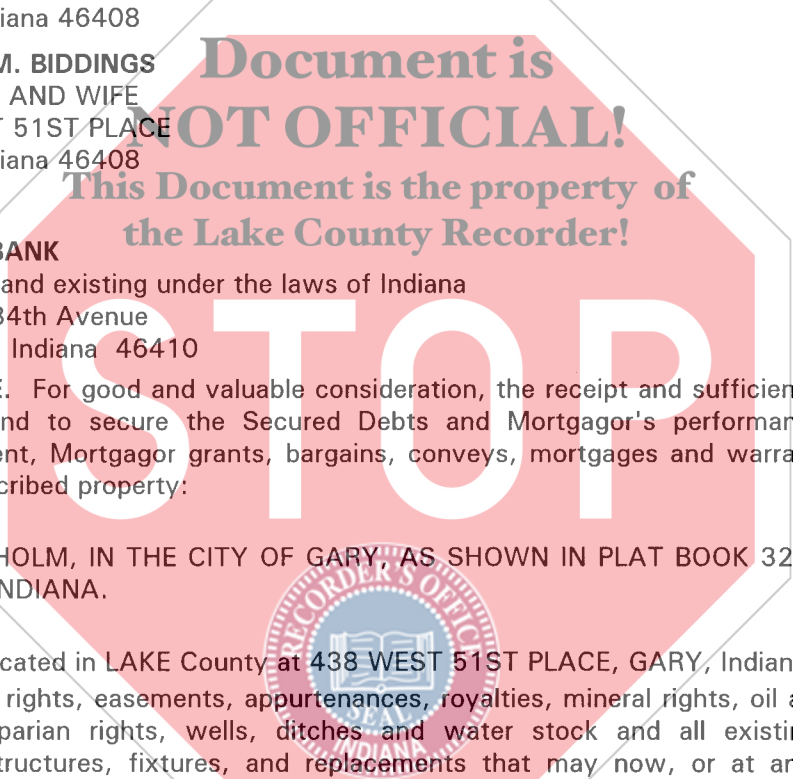 iana 46408
M. BIDDINGS
AND WIFE
T 51ST PLACE
iana 46408
Document is
NOT OFFICIAL!
This Document is the property of
the Lake County Recorder!
BANK
and existing under the laws of Indiana
34th Avenue
Indiana 46410
E. For good and valuable consideration, the receipt and sufficien
nd to secure the Secured Debts and Mortgagor's performan
ent, Mortgagor grants, bargains, conveys, mortgages and warra
cribed property:
STOP
HOLM, IN THE CITY OF GARY, AS SHOWN IN PLAT BOOK 32
NDIANA.
cated in LAKE County at 438 WEST 51ST PLACE, GARY, Indian
rights, easements, appurtenances, royalties, mineral rights, oil a
parian rights, wells, ditches and water stock and all existin
tructures, fixtures, and replacements that may now, or at an
RECORDER'S OFFICE
SEAL
INDIANA